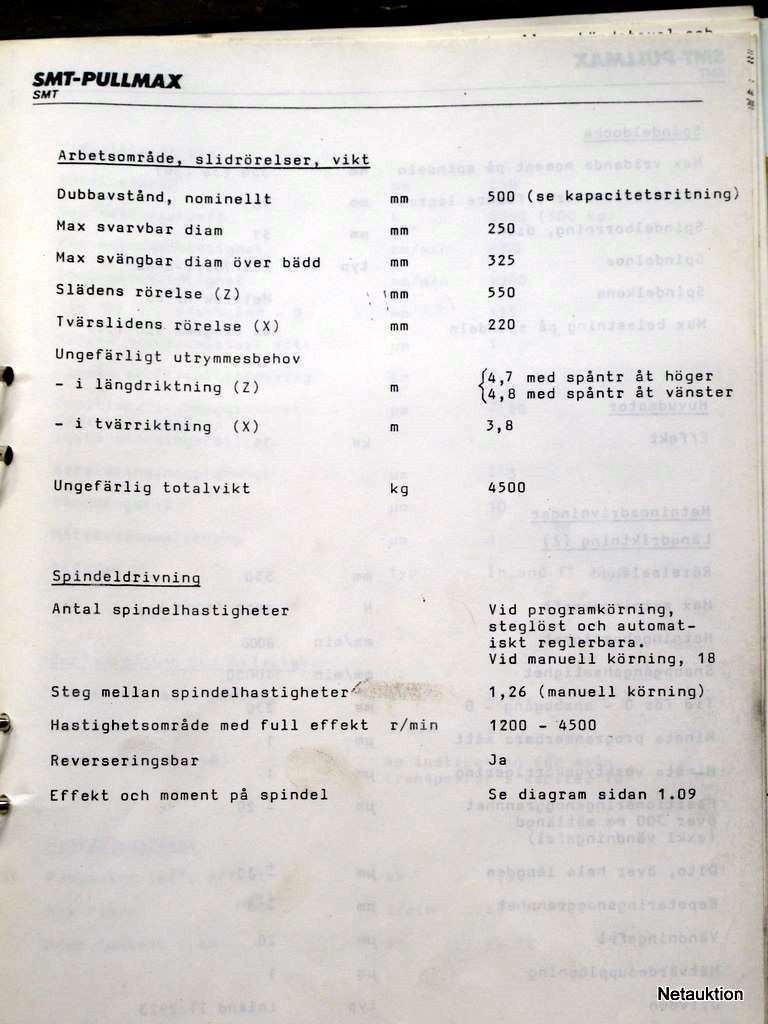 SMT-PULLMAX
SMT
Arbetsområde, slidrörelser, vikt
Dubbavstånd, nominellt mm 500 (se kapacitetsritning)
Max svarvbar diam mm 250
Max svängbar diam över bädd mm 325
Slädens rörelse (Z) mm 550
Tvärslidens rörelse (X) mm 220
Ungefärligt utrymmesbehov
- i längdriktning (Z) m 4,7 med spåntr åt höger
4,8 med spåntr åt vänster
- i tvärriktning (X) m 3,8
Ungefärlig totalvikt kg 4500
Spindeldrivning
Antal spindelhastigheter Vid programkörning,
steglöst och automat-
iskt reglerbara.
Vid manuell körning, 18
Steg mellan spindelhastigheter 1,26 (manuell körning)
Hastighetsområde med full effekt r/min 1200 - 4500
Reverseringsbar Ja
Effekt och moment på spindel Se diagram sidan 1.09
Netauktion